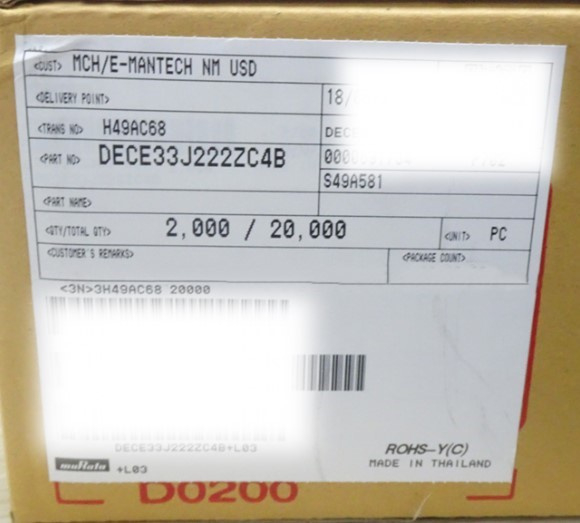 <CUST> MCH/E-MANTECH NM USD
<DELIVERY POINT>
18/
<TRANS NO> H49AC68
DECE
<PART NO> DECE33J222ZC4B
S49A581
<PART NAME>
<QTY/TOTAL QTY> 2,000 / 20,000 <UNIT> PC
<CUSTOMER'S REMARKS> <PACKAGE COUNT>
<3N>3H49AC68 20000
DECE33J222ZC4B+L03
muRata +L03
ROHS-Y(C)
MADE IN THAILAND
D0200